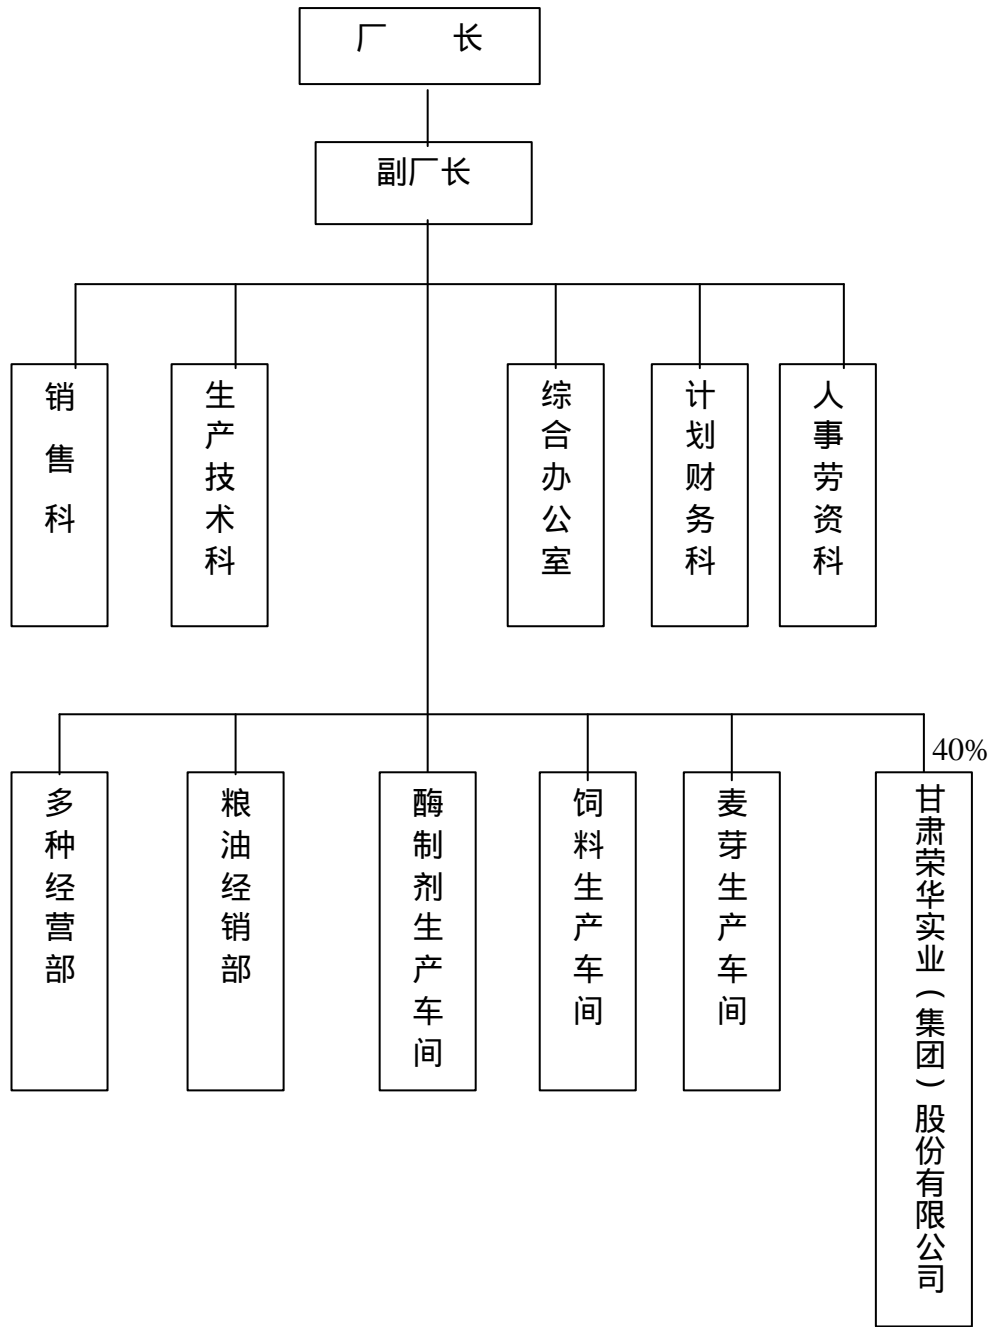 厂 长
副厂长
销售科
生产技术科
综合办公室
计划财务科
人事劳资科
40%
多种经营部
粮油经销部
酶制剂生产车间
饲料生产车间
麦芽生产车间
甘肃荣华实业（集团）股份有限公司